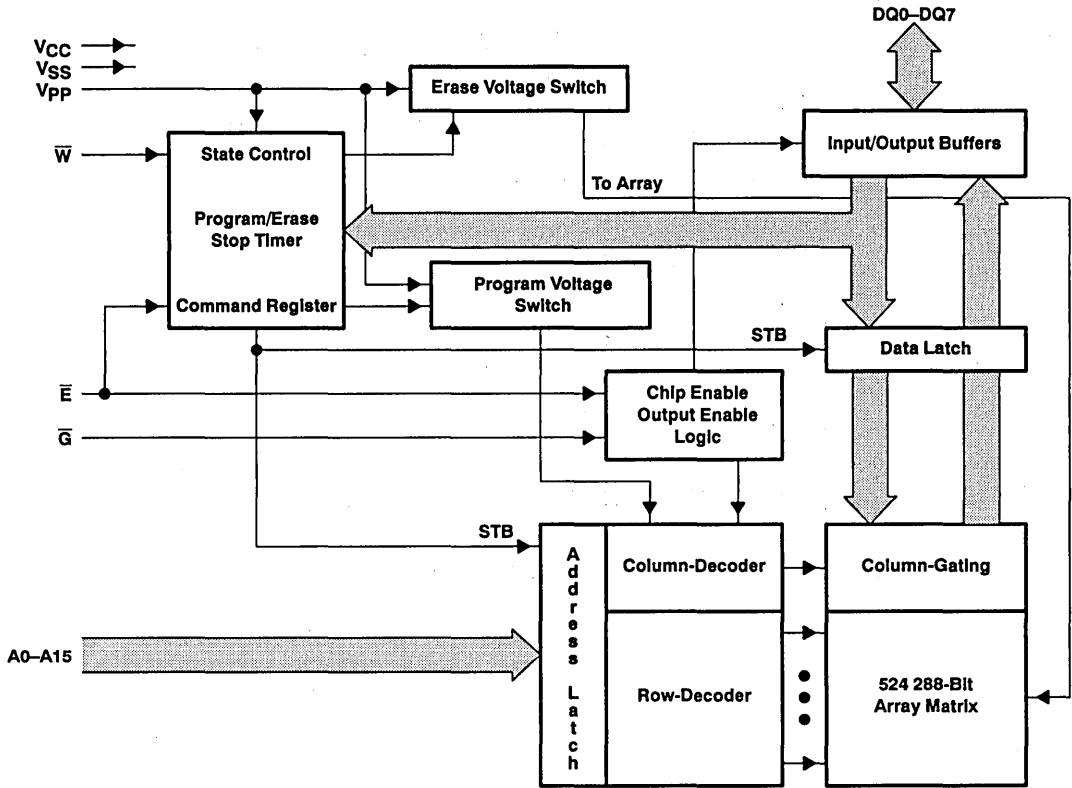 DQ0–DQ7
VCC
VSS
VPP
Erase Voltage Switch
W̅
State Control
Input/Output Buffers
To Array
Program/Erase
Stop Timer
Program Voltage
Switch
Command Register
STB
Data Latch
E̅
Chip Enable
Output Enable
Logic
G̅
STB
Address Latch
Column-Decoder
Column-Gating
A0–A15
Row-Decoder
524 288-Bit
Array Matrix